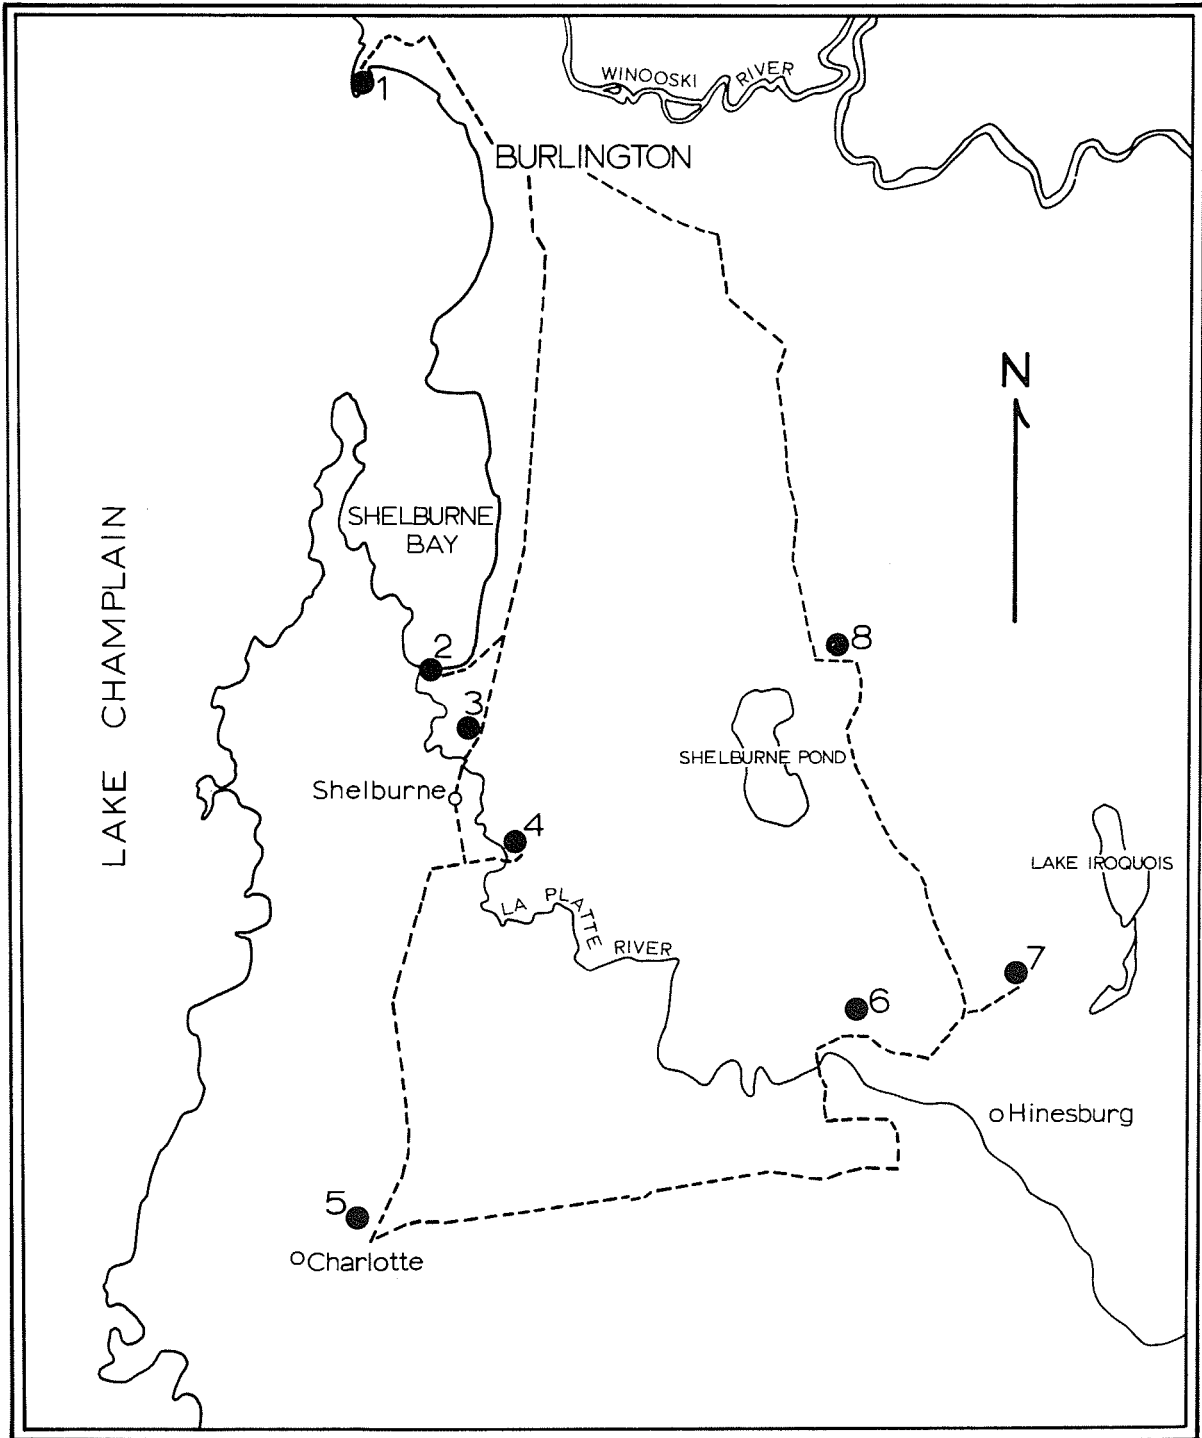 WINOOSKI RIVER
1
BURLINGTON
N
SHELBURNE
BAY
LAKE CHAMPLAIN
2
8
3
SHELBURNE POND
Shelburne
4
LAKE IROQUOIS
LA PLATTE RIVER
7
6
Hinesburg
5
Charlotte